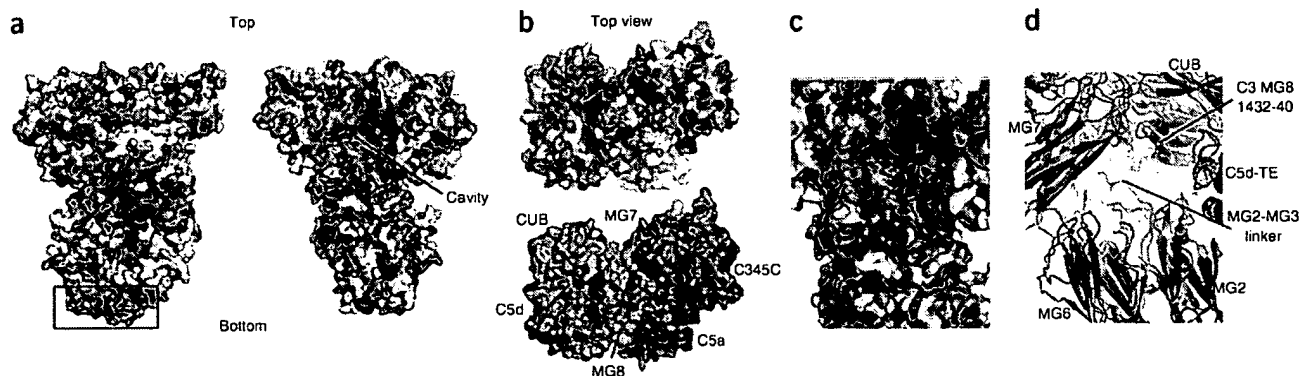 a
Top
Cavity
Bottom
b
Top view
CUB
MG7
C345C
C5d
C5a
MG8
c
d
CUB
C3 MG8
1432-40
MG7
C5d-TE
MG2-MG3
linker
MG2
MG6